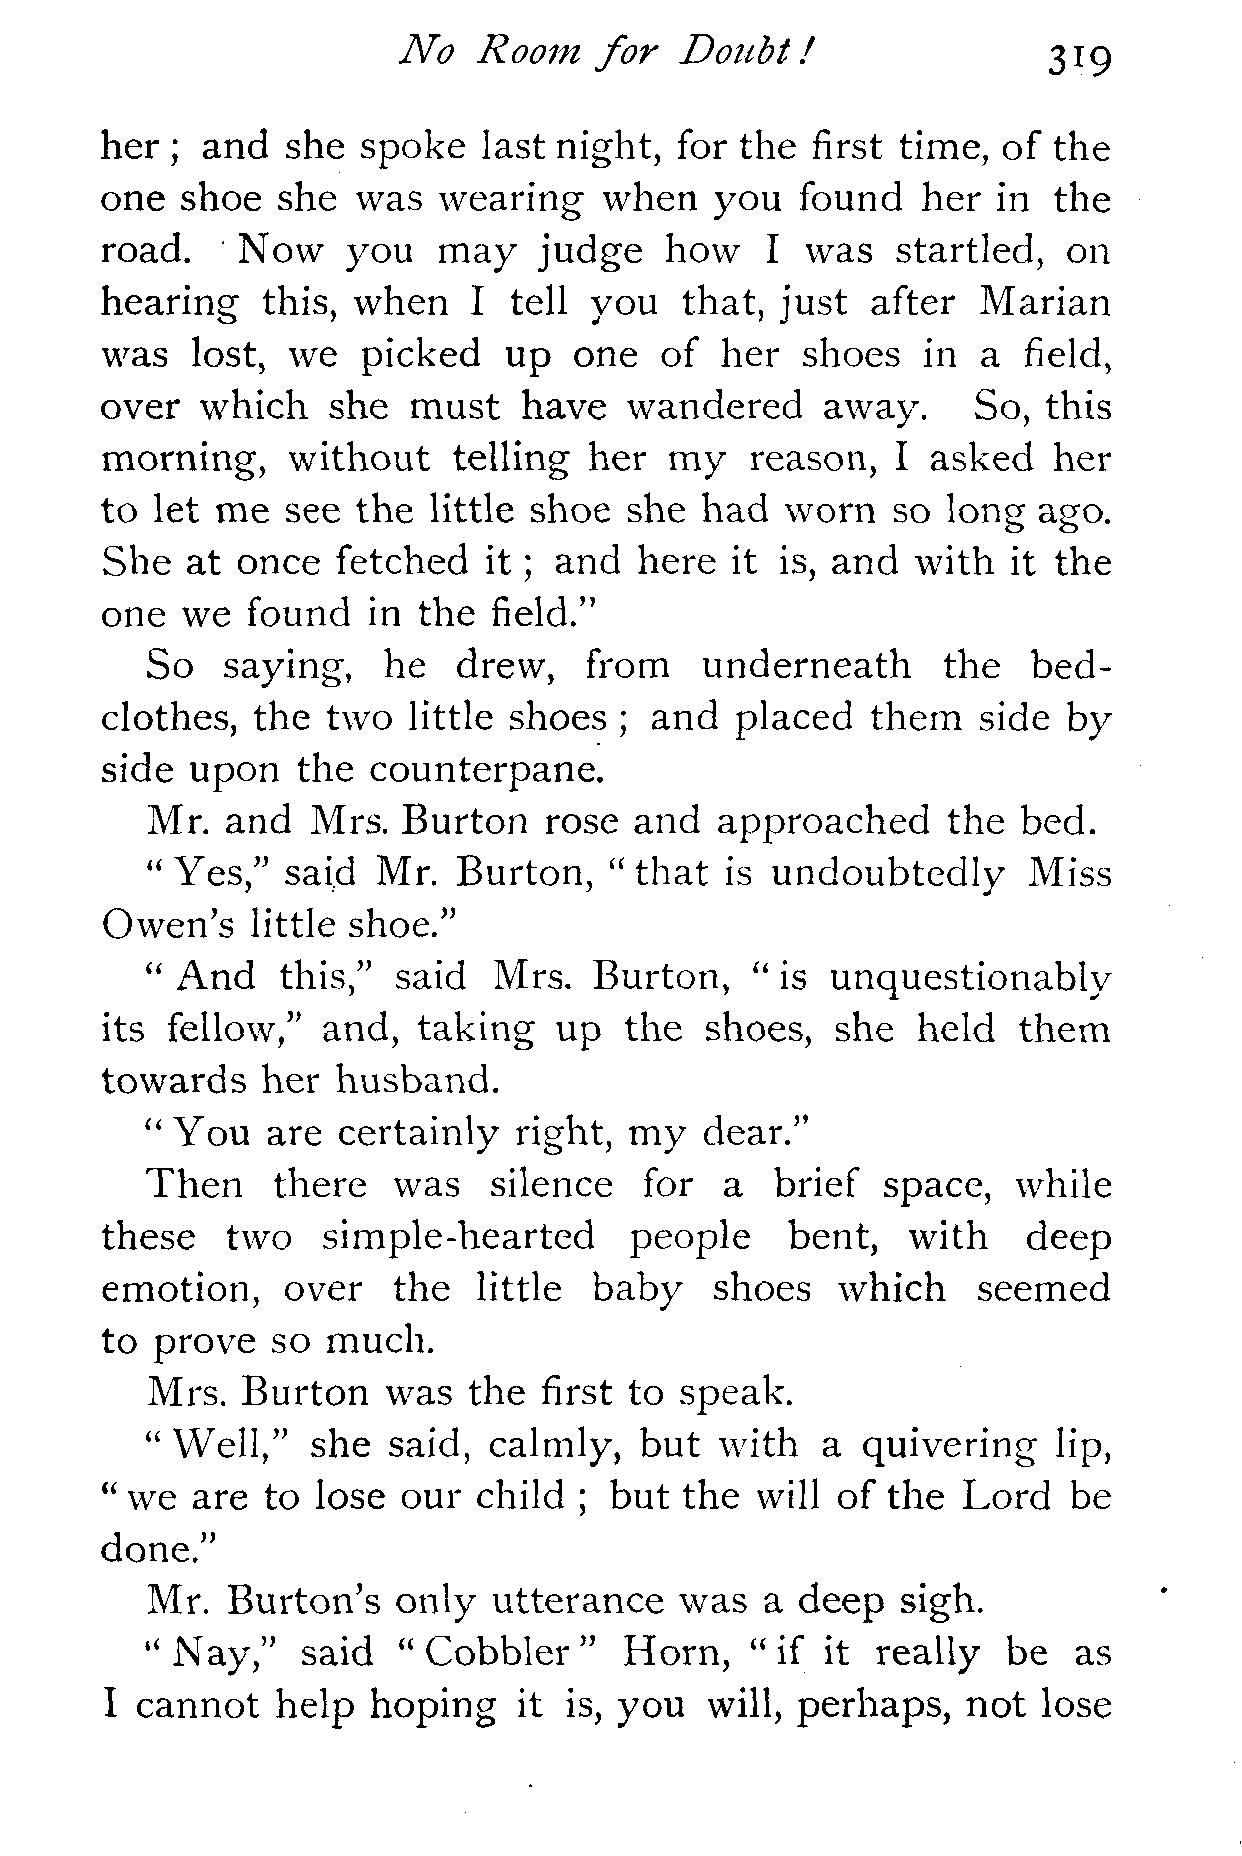 No Room for Doubt! 319
her ; and she spoke last night, for the first time, of the
one shoe she was wearing when you found her in the
road. Now you may judge how I was startled, on
hearing this, when I tell you that, just after Marian
was lost, we picked up one of her shoes in a field,
over which she must have wandered away. So, this
morning, without telling her my reason, I asked her
to let me see the little shoe she had worn so long ago.
She at once fetched it ; and here it is, and with it the
one we found in the field.”
So saying, he drew, from underneath the bed-
clothes, the two little shoes ; and placed them side by
side upon the counterpane.
Mr. and Mrs. Burton rose and approached the bed.
“ Yes,” said Mr. Burton, “ that is undoubtedly Miss
Owen’s little shoe.”
“ And this,” said Mrs. Burton, “ is unquestionably
its fellow,” and, taking up the shoes, she held them
towards her husband.
“ You are certainly right, my dear.”
Then there was silence for a brief space, while
these two simple-hearted people bent, with deep
emotion, over the little baby shoes which seemed
to prove so much.
Mrs. Burton was the first to speak.
“ Well,” she said, calmly, but with a quivering lip,
“ we are to lose our child ; but the will of the Lord be
done.”
Mr. Burton’s only utterance was a deep sigh.
“ Nay,” said “ Cobbler ” Horn, “ if it really be as
I cannot help hoping it is, you will, perhaps, not lose